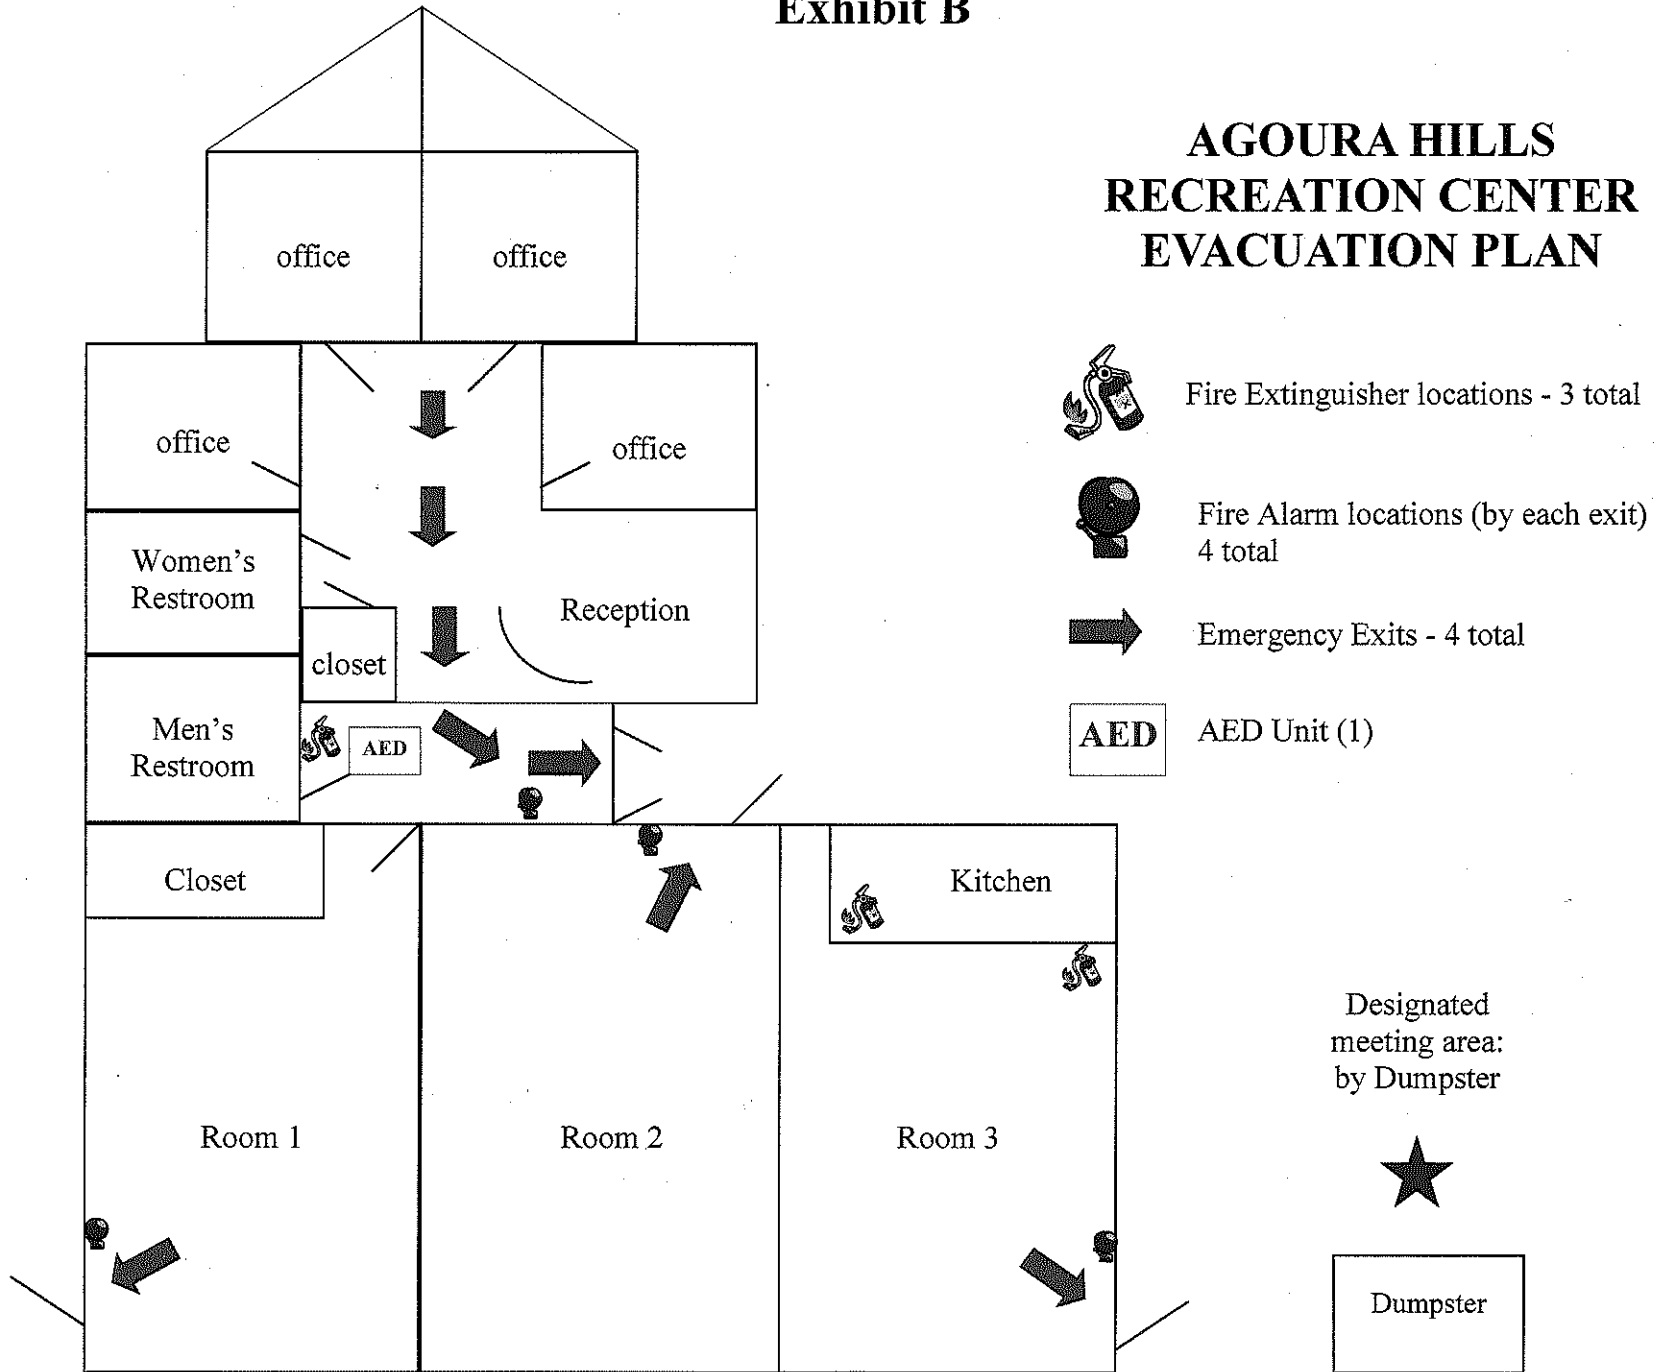 Exhibit B
AGOURA HILLS
RECREATION CENTER
EVACUATION PLAN
office
office
office
office
Women's
Restroom
Reception
closet
Men's
Restroom
AED
Closet
Kitchen
Room 1
Room 2
Room 3
Fire Extinguisher locations - 3 total
Fire Alarm locations (by each exit)
4 total
Emergency Exits - 4 total
AED
AED Unit (1)
Designated
meeting area:
by Dumpster
Dumpster